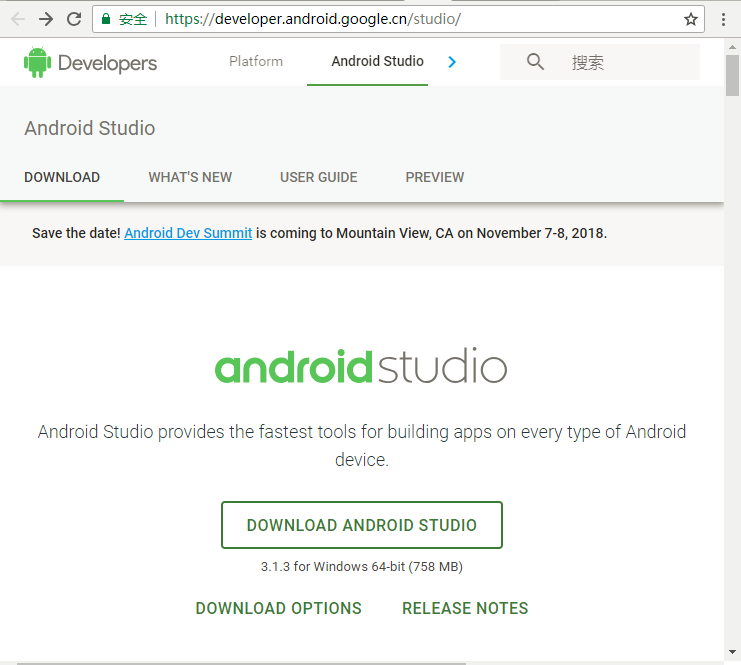 安全 https://developer.android.google.cn/studio/
Developers Platform Android Studio 搜索
Android Studio
DOWNLOAD WHAT'S NEW USER GUIDE PREVIEW
Save the date! Android Dev Summit is coming to Mountain View, CA on November 7-8, 2018.
androidstudio
Android Studio provides the fastest tools for building apps on every type of Android
device.
DOWNLOAD ANDROID STUDIO
3.1.3 for Windows 64-bit (758 MB)
DOWNLOAD OPTIONS RELEASE NOTES